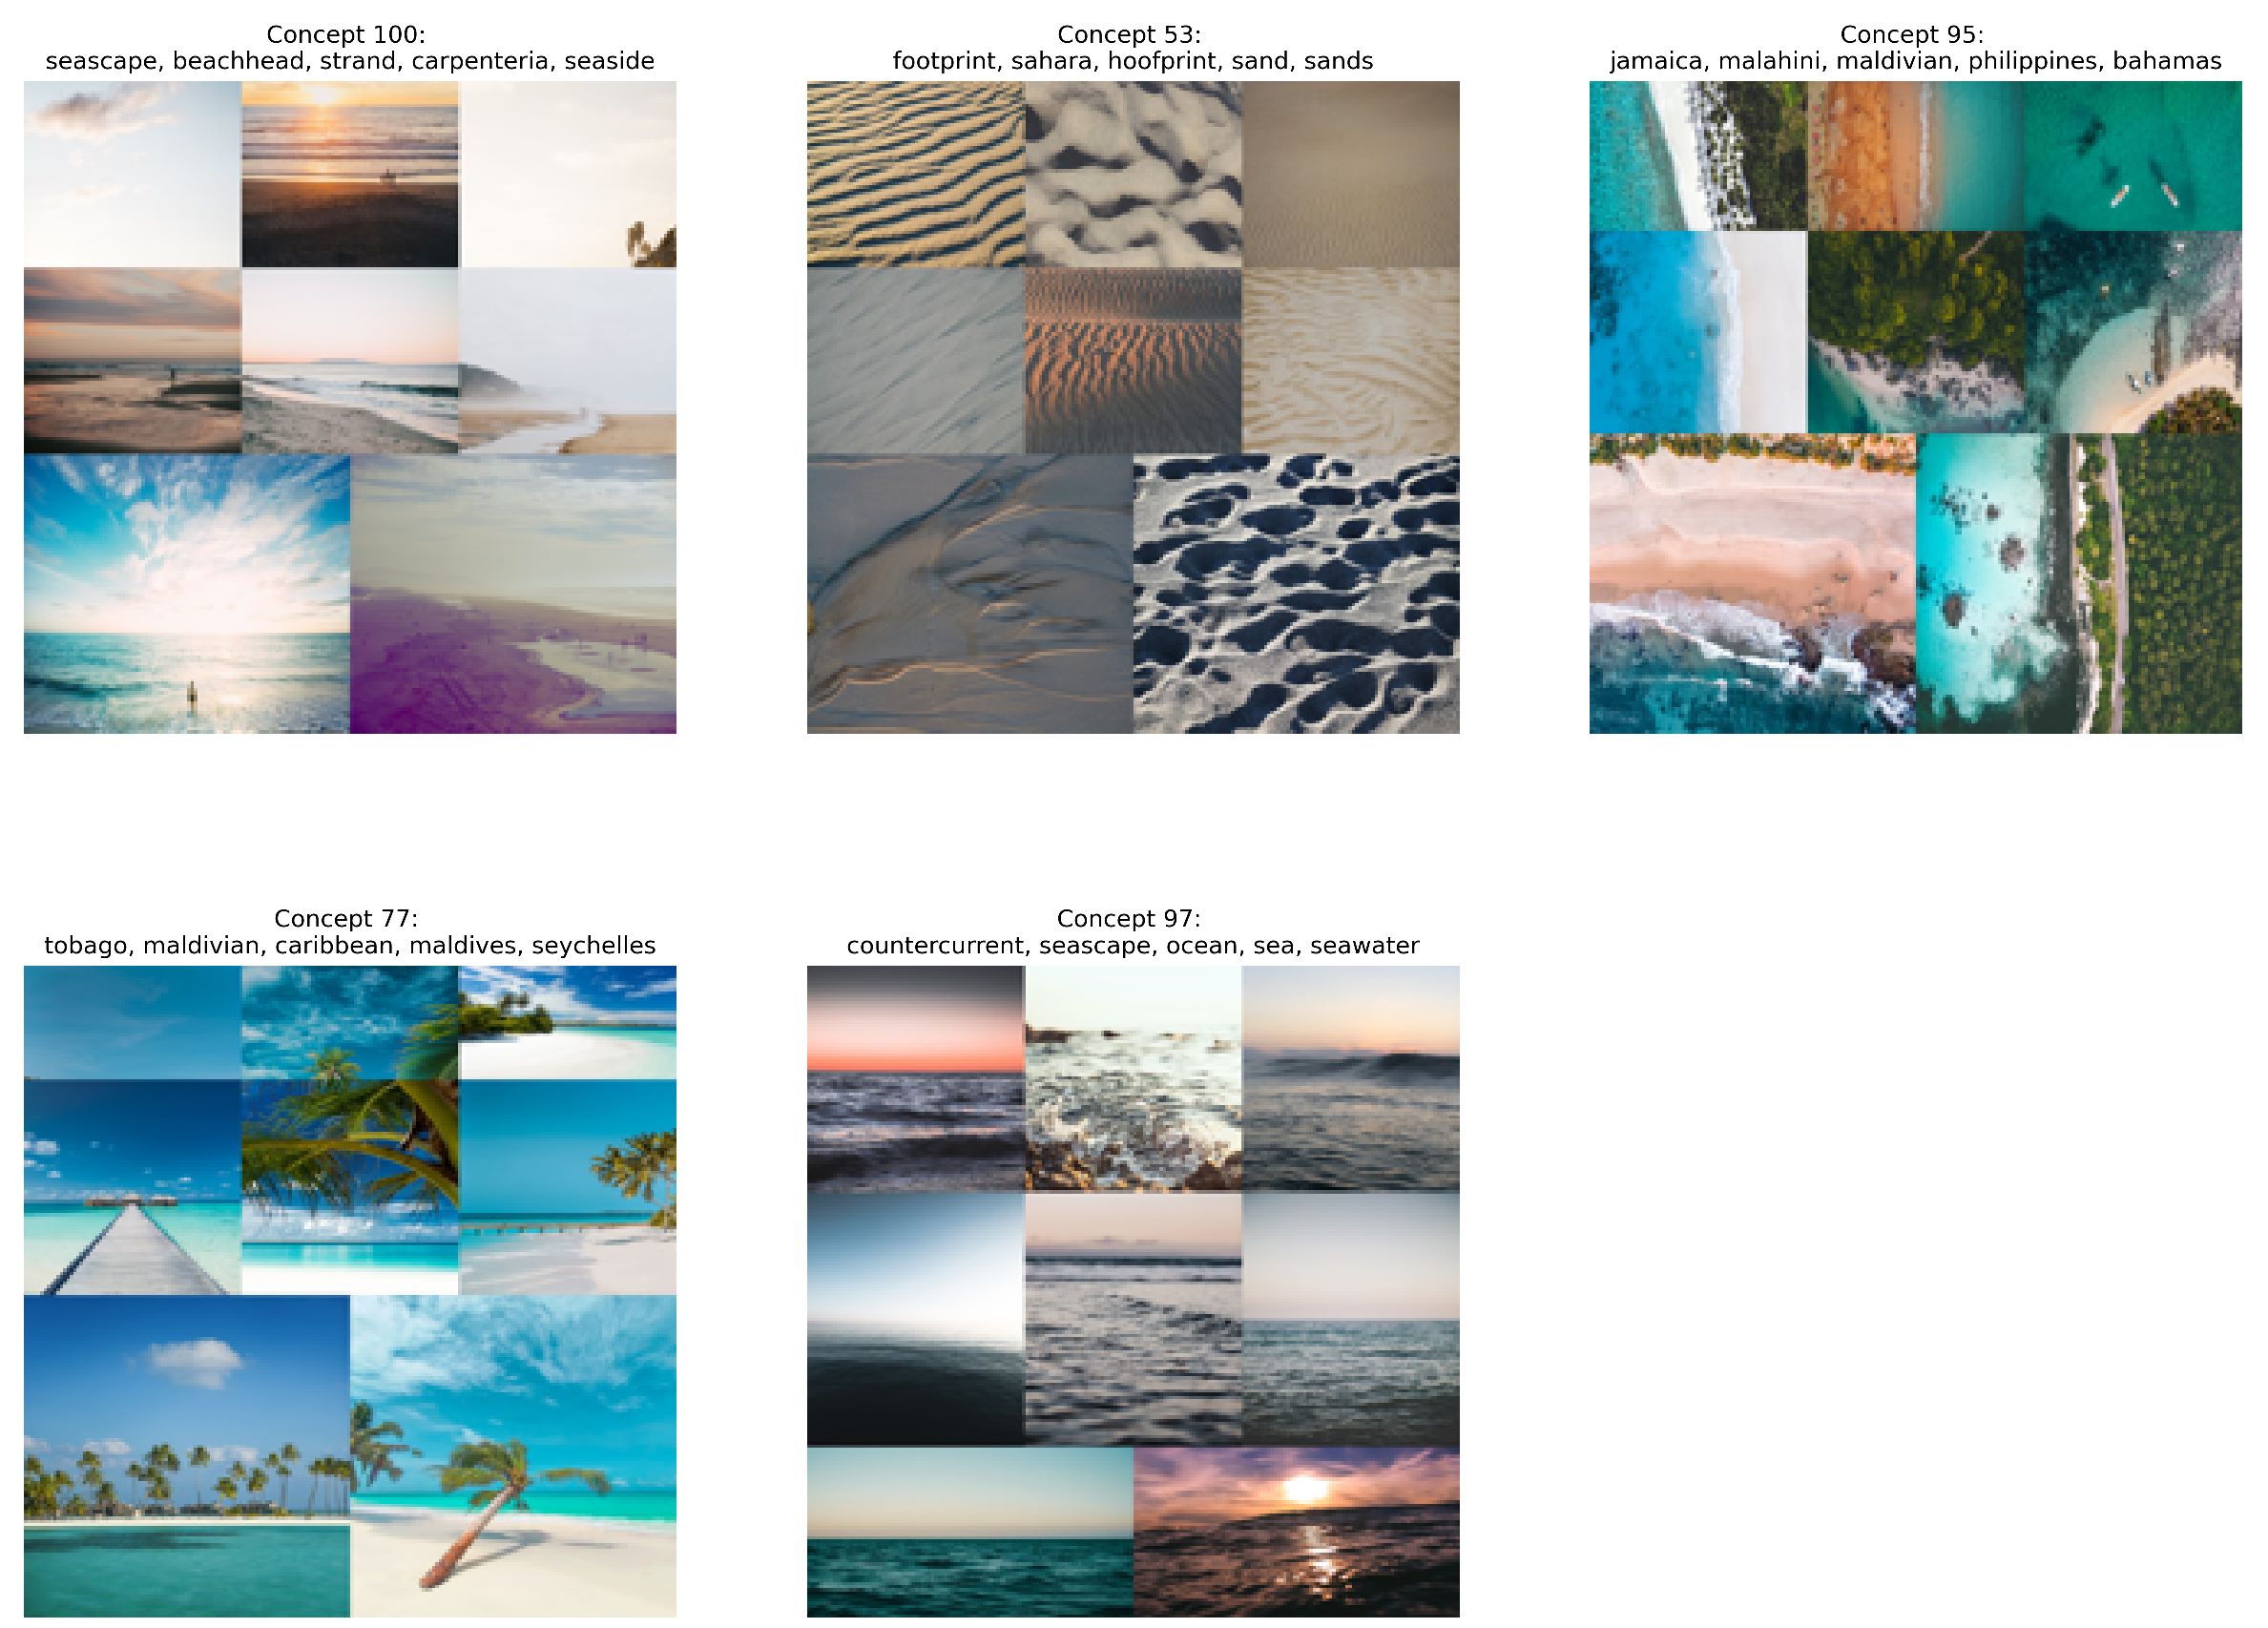 Concept 100:
seascape, beachhead, strand, carpenteria, seaside
Concept 53:
footprint, sahara, hoofprint, sand, sands
Concept 95:
jamaica, malahini, maldivian, philippines, bahamas
Concept 77:
tobago, maldivian, caribbean, maldives, seychelles
Concept 97:
countercurrent, seascape, ocean, sea, seawater